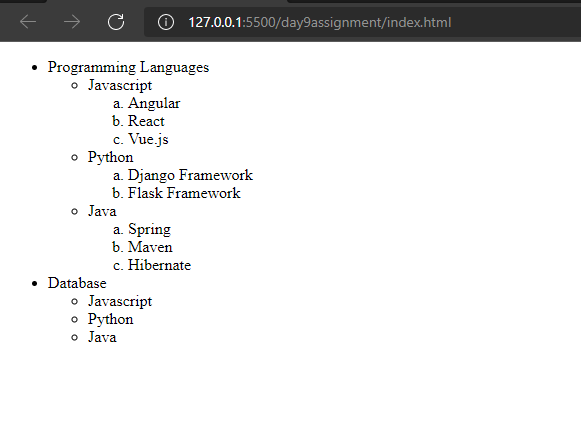 127.0.0.1:5500/day9assignment/index.html
• Programming Languages
◦ Javascript
a. Angular
b. React
c. Vue.js
◦ Python
a. Django Framework
b. Flask Framework
◦ Java
a. Spring
b. Maven
c. Hibernate
• Database
◦ Javascript
◦ Python
◦ Java